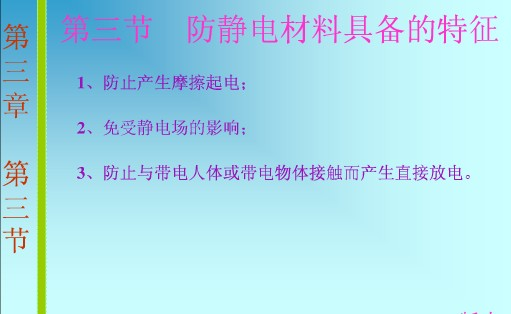 第三章 第三节
第三节 防静电材料具备的特征
1、防止产生摩擦起电；
2、免受静电场的影响；
3、防止与带电人体或带电物体接触而产生直接放电。